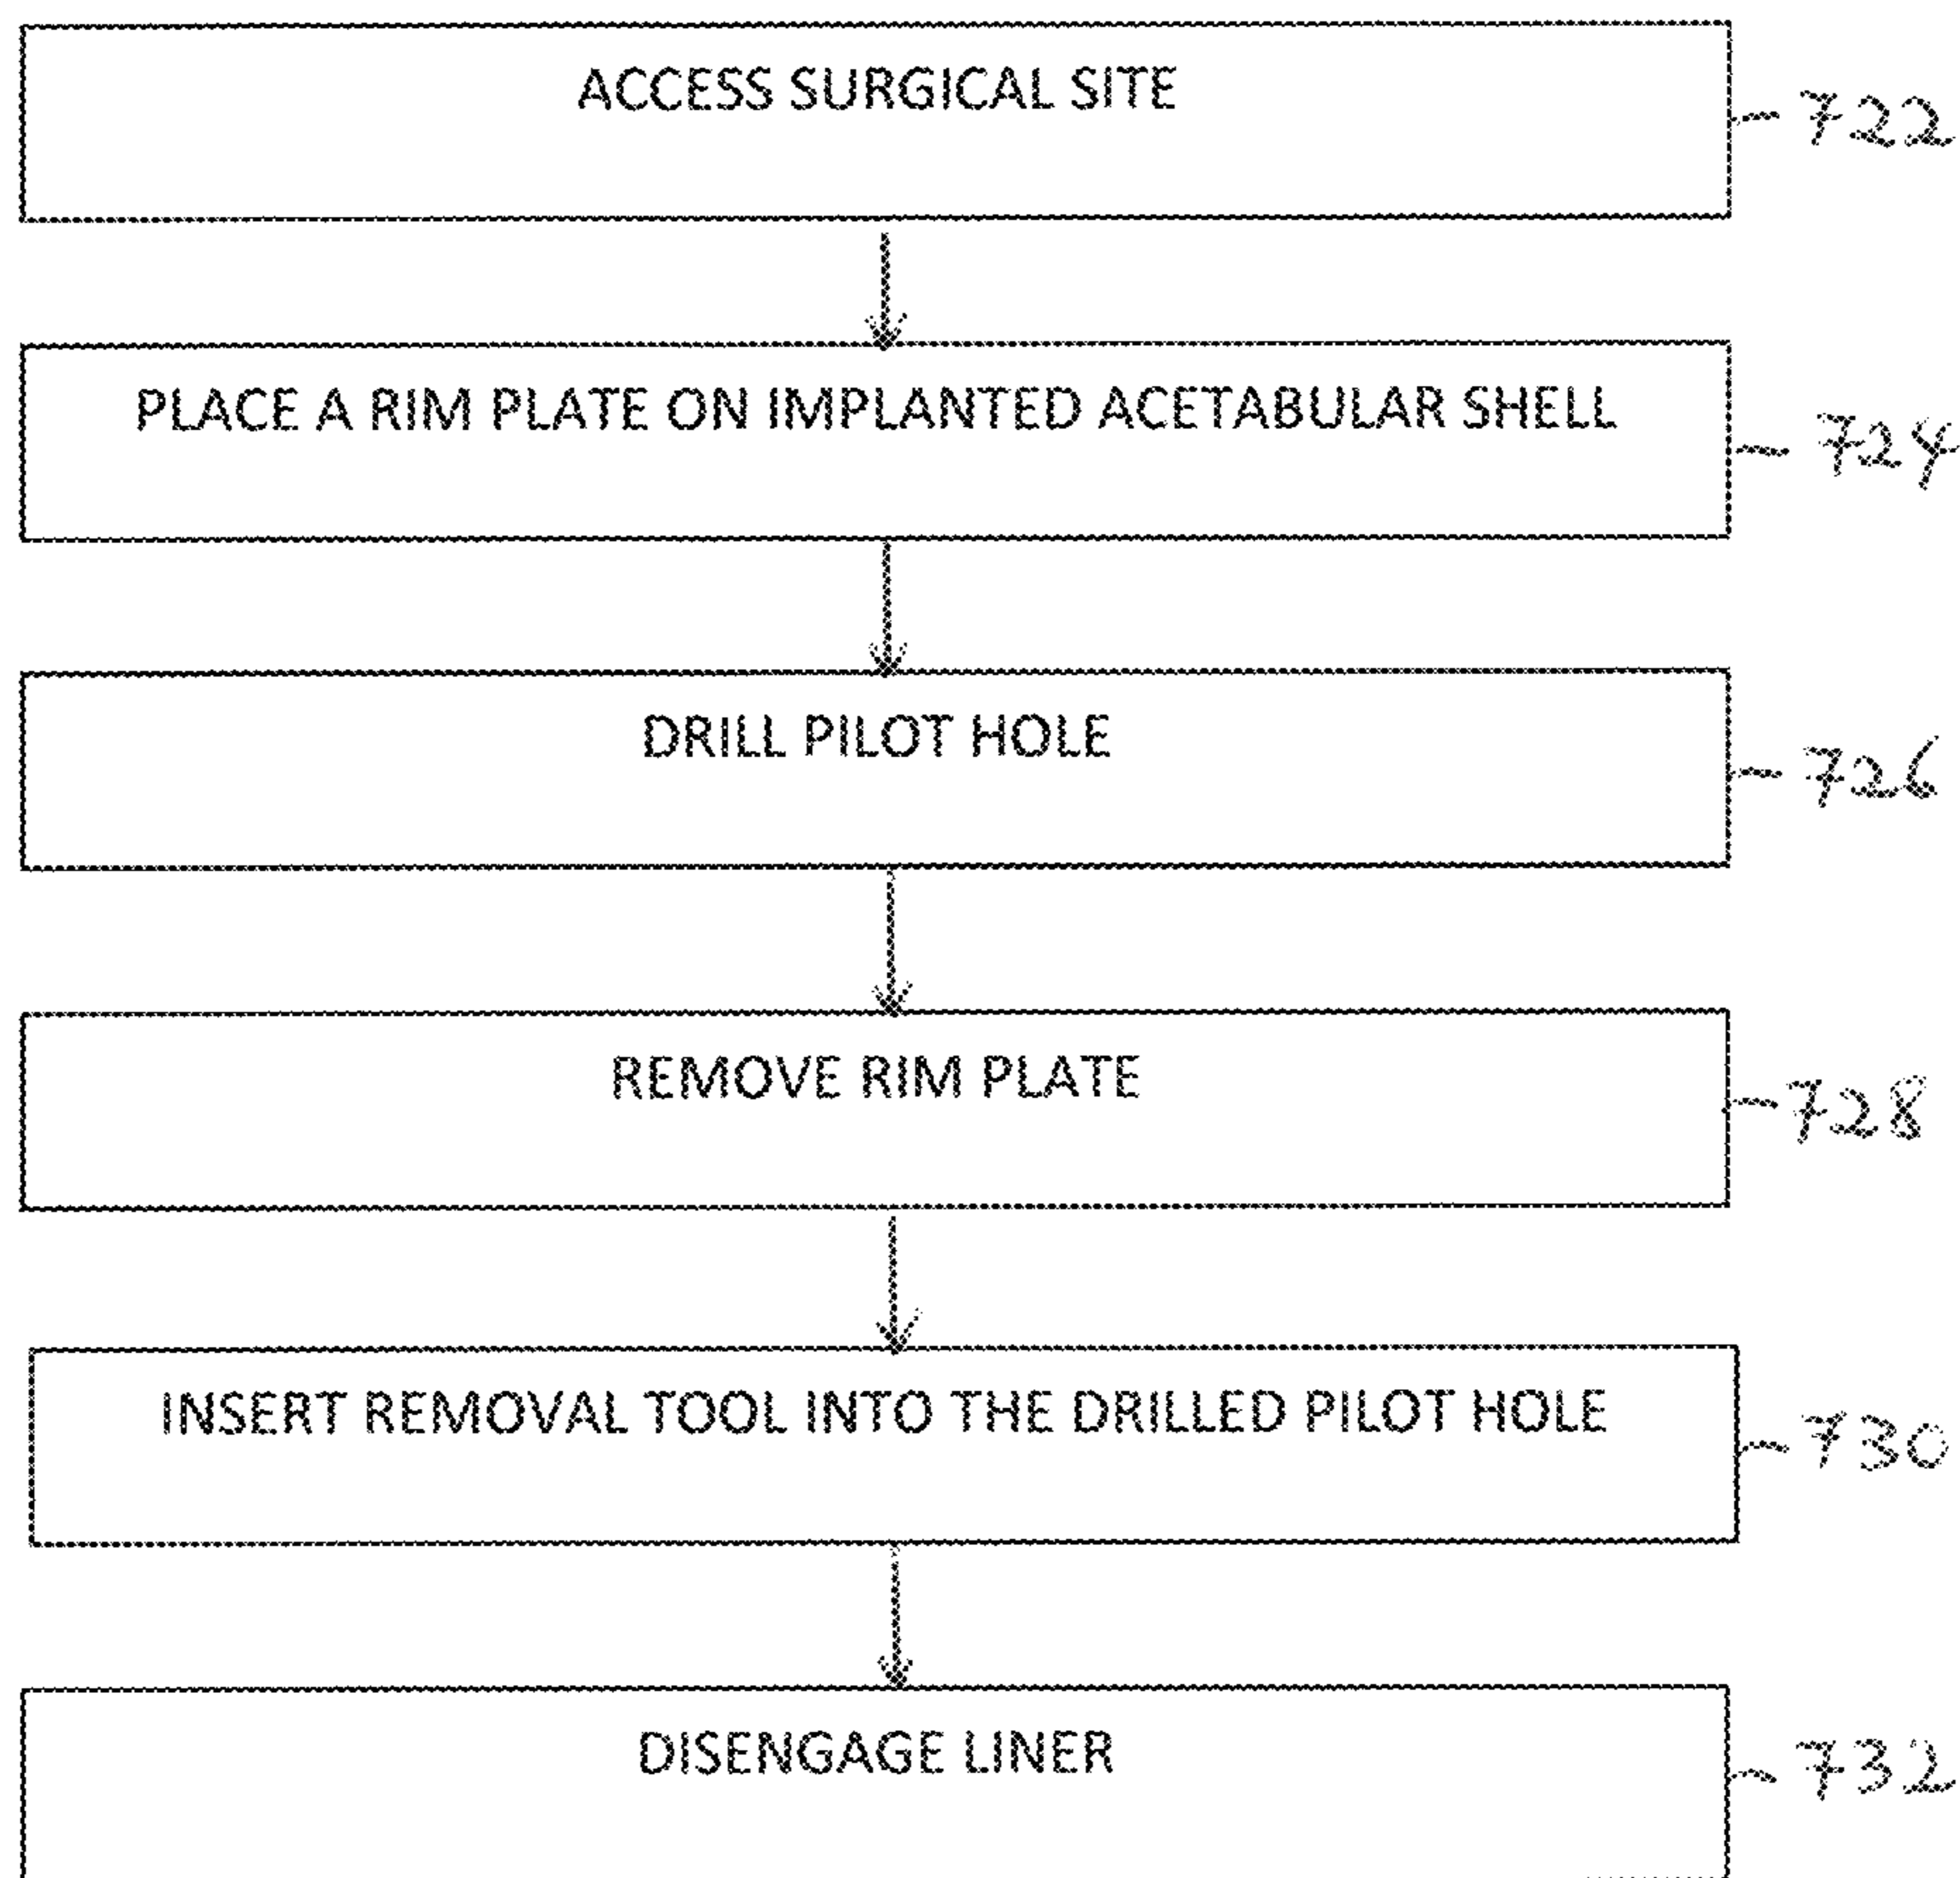 ACCESS SURGICAL SITE
722
PLACE A RIM PLATE ON IMPLANTED ACETABULAR SHELL
724
DRILL PILOT HOLE
726
REMOVE RIM PLATE
728
INSERT REMOVAL TOOL INTO THE DRILLED PILOT HOLE
730
DISENGAGE LINER
732